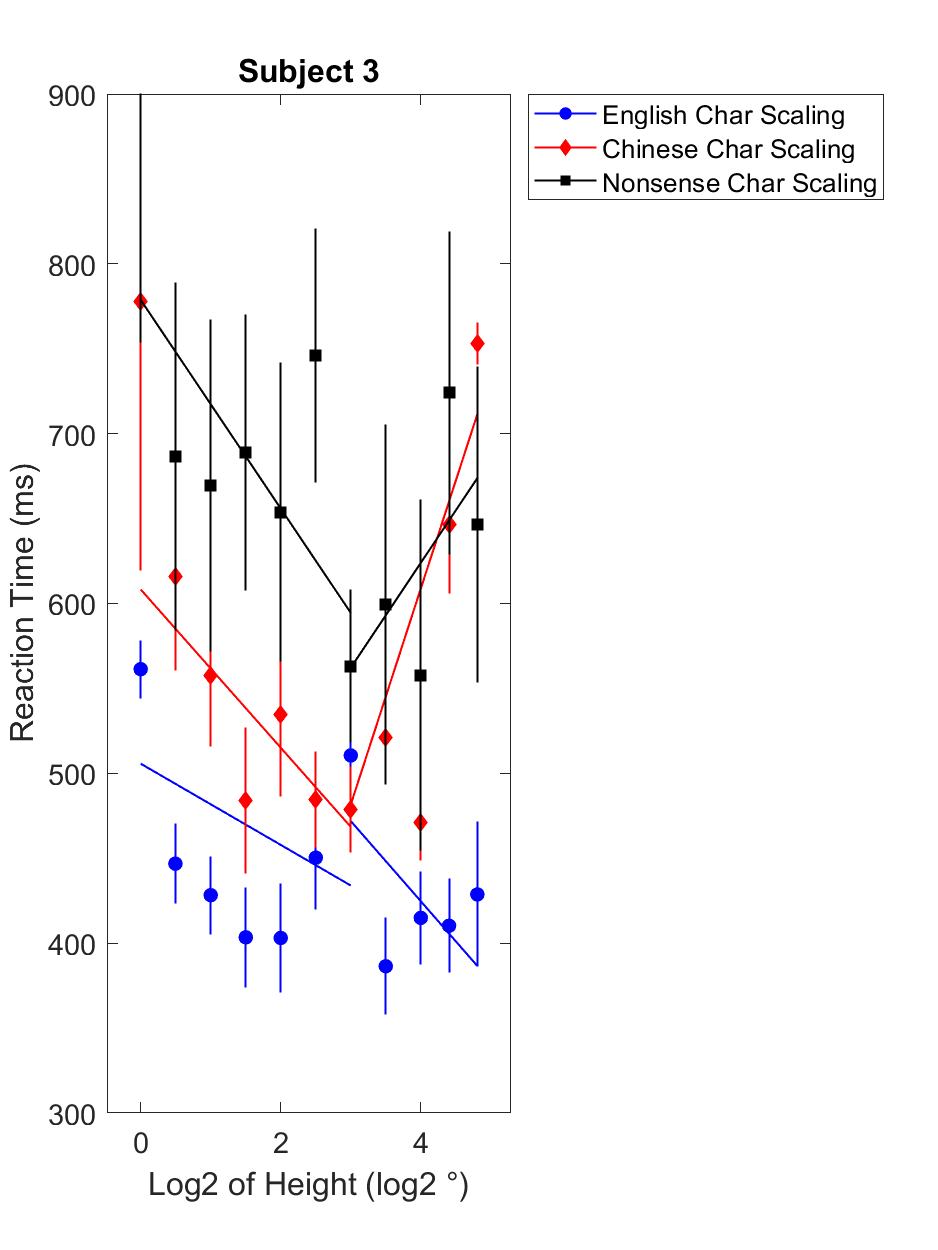 Subject 3
900
800
700
600
500
400
300
Reaction Time (ms)
0 2 4
Log2 of Height (log2 °)
English Char Scaling
Chinese Char Scaling
Nonsense Char Scaling